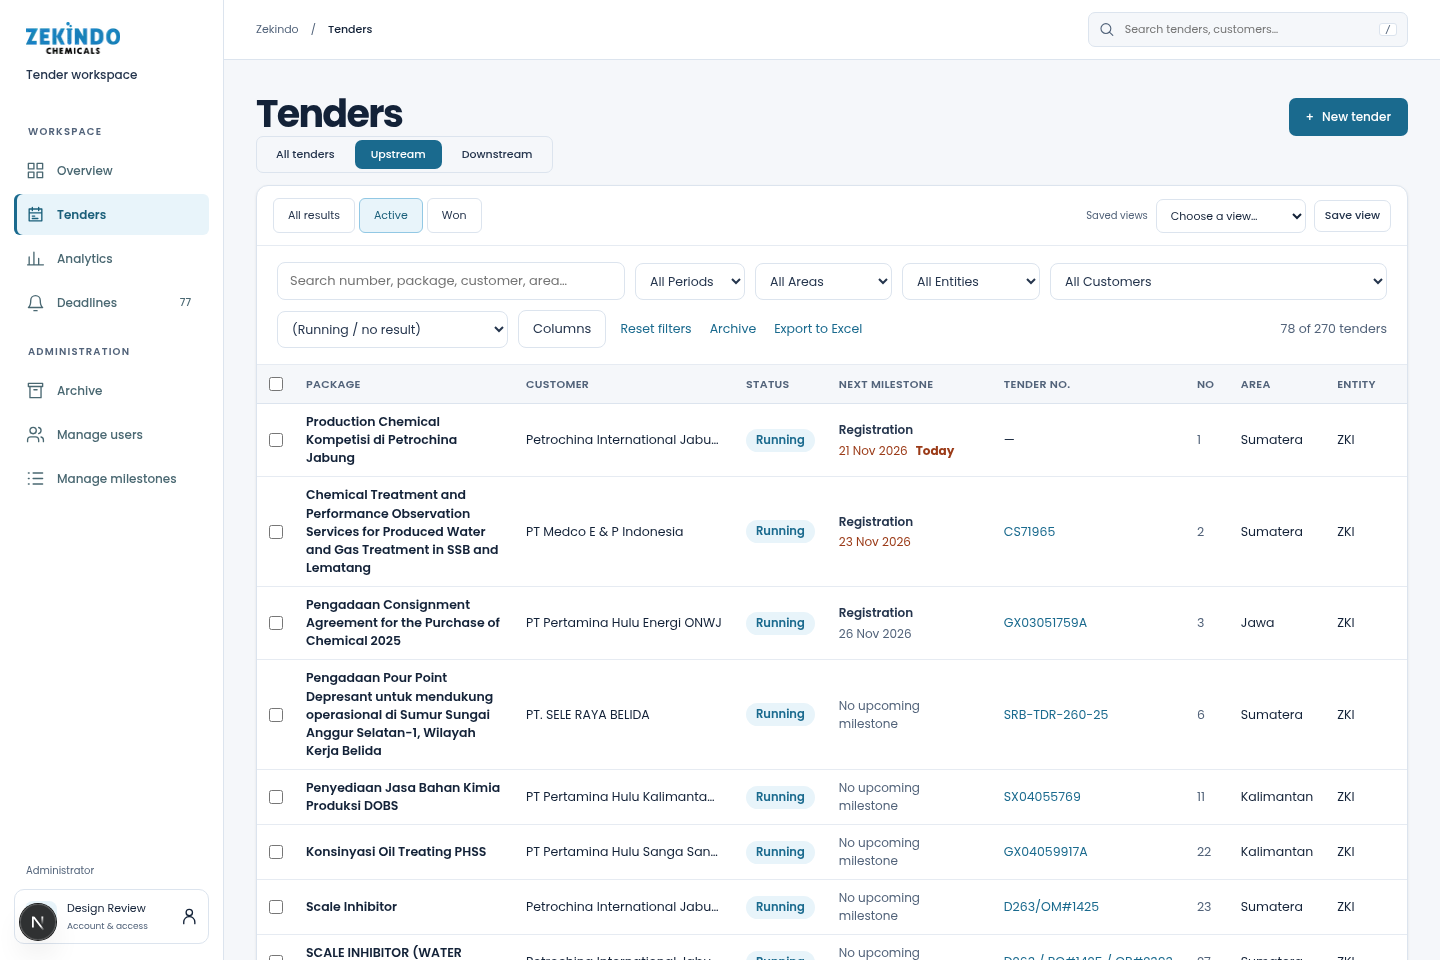 ZEKINDO
CHEMICALS
Tender workspace
WORKSPACE
Overview
Tenders
Analytics
Deadlines 77
ADMINISTRATION
Archive
Manage users
Manage milestones
Administrator
N
Design Review
Account & access
Zekindo / Tenders
Search tenders, customers... /
Tenders
+ New tender
All tenders Upstream Downstream
All results Active Won
Saved views Choose a view... Save view
Search number, package, customer, area...
All Periods All Areas All Entities All Customers
(Running / no result) Columns Reset filters Archive Export to Excel 78 of 270 tenders
PACKAGE CUSTOMER STATUS NEXT MILESTONE TENDER NO. NO AREA ENTITY
Production Chemical
Kompetisi di Petrochina
Jabung
Petrochina International Jabu...
Running
Registration
21 Nov 2026 Today
—
1
Sumatera
ZKI
Chemical Treatment and
Performance Observation
Services for Produced Water
and Gas Treatment in SSB and
Lematang
PT Medco E & P Indonesia
Running
Registration
23 Nov 2026
CS71965
2
Sumatera
ZKI
Pengadaan Consignment
Agreement for the Purchase of
Chemical 2025
PT Pertamina Hulu Energi ONWJ
Running
Registration
26 Nov 2026
GX03051759A
3
Jawa
ZKI
Pengadaan Pour Point
Depresant untuk mendukung
operasional di Sumur Sungai
Anggur Selatan-1, Wilayah
Kerja Belida
PT. SELE RAYA BELIDA
Running
No upcoming
milestone
SRB-TDR-260-25
6
Sumatera
ZKI
Penyediaan Jasa Bahan Kimia
Produksi DOBS
PT Pertamina Hulu Kalimanta...
Running
No upcoming
milestone
SX04055769
11
Kalimantan
ZKI
Konsinyasi Oil Treating PHSS
PT Pertamina Hulu Sanga San...
Running
No upcoming
milestone
GX04059917A
22
Kalimantan
ZKI
Scale Inhibitor
Petrochina International Jabu...
Running
No upcoming
milestone
D263/OM#1425
23
Sumatera
ZKI
SCALE INHIBITOR (WATER
No upcoming